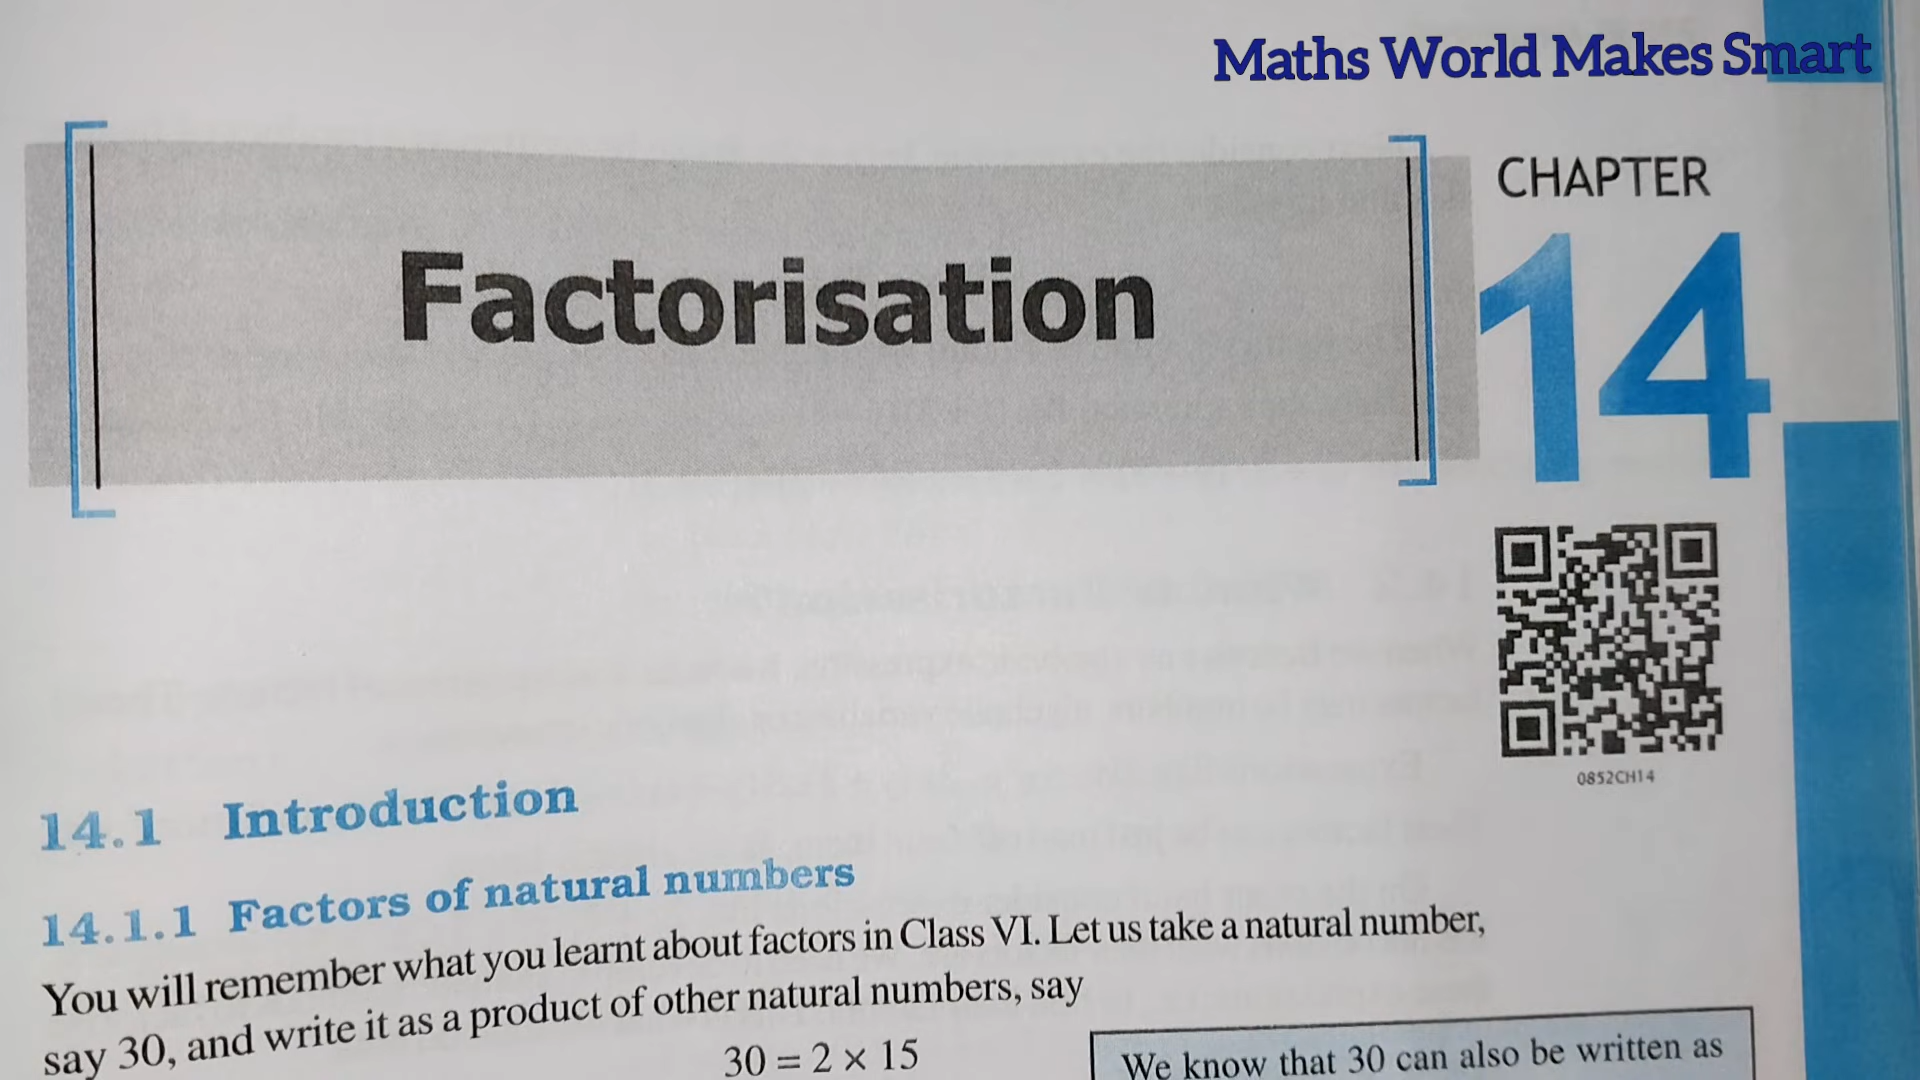 Maths World Makes Smart
CHAPTER
14
Factorisation
0852CH14
14.1 Introduction
14.1.1 Factors of natural numbers
You will remember what you learnt about factors in Class VI. Let us take a natural number,
say 30, and write it as a product of other natural numbers, say
30 = 2 × 15
We know that 30 can also be written as